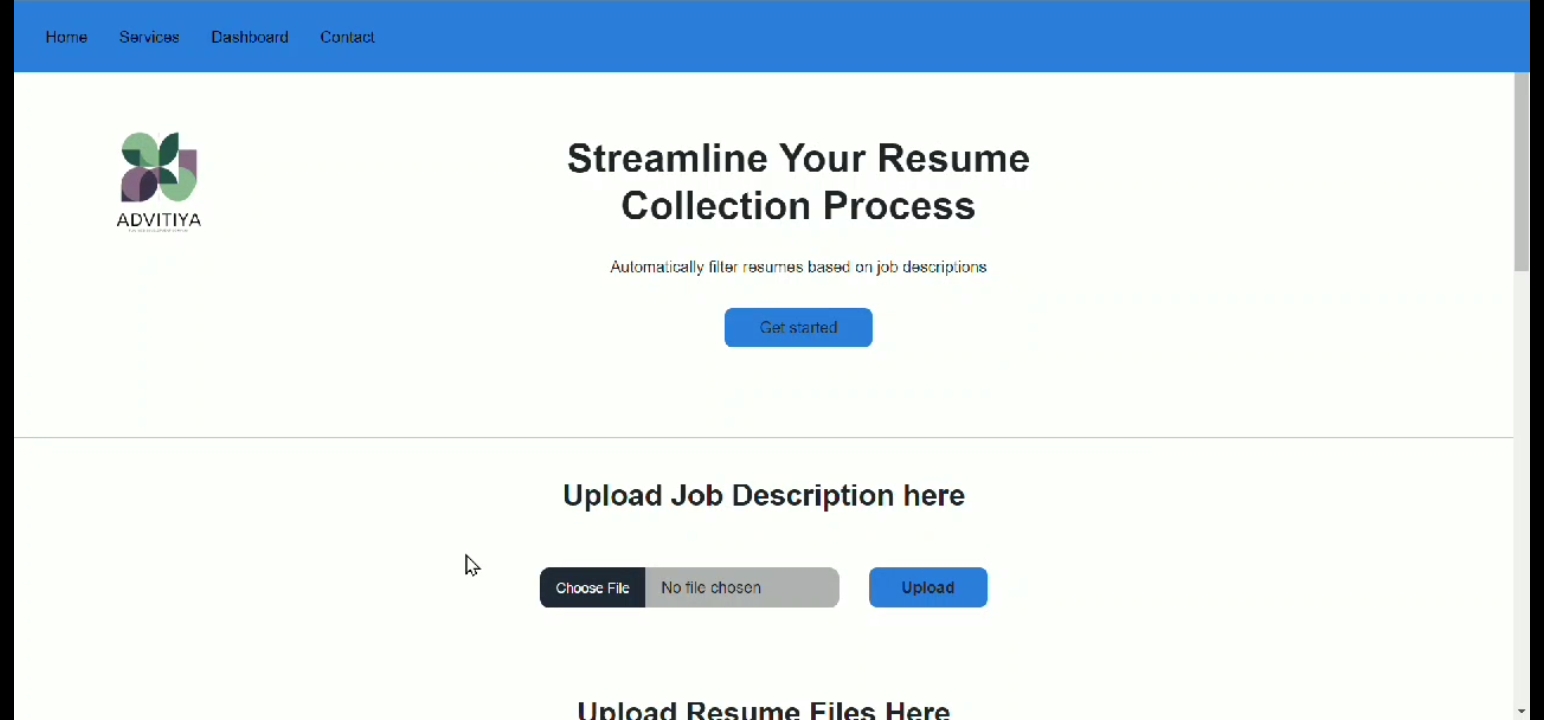 Home Services Dashboard Contact
ADVITIYA
Streamline Your Resume
Collection Process
Automatically filter resumes based on job descriptions
Get started
Upload Job Description here
Choose File No file chosen Upload
Upload Resume Files Here